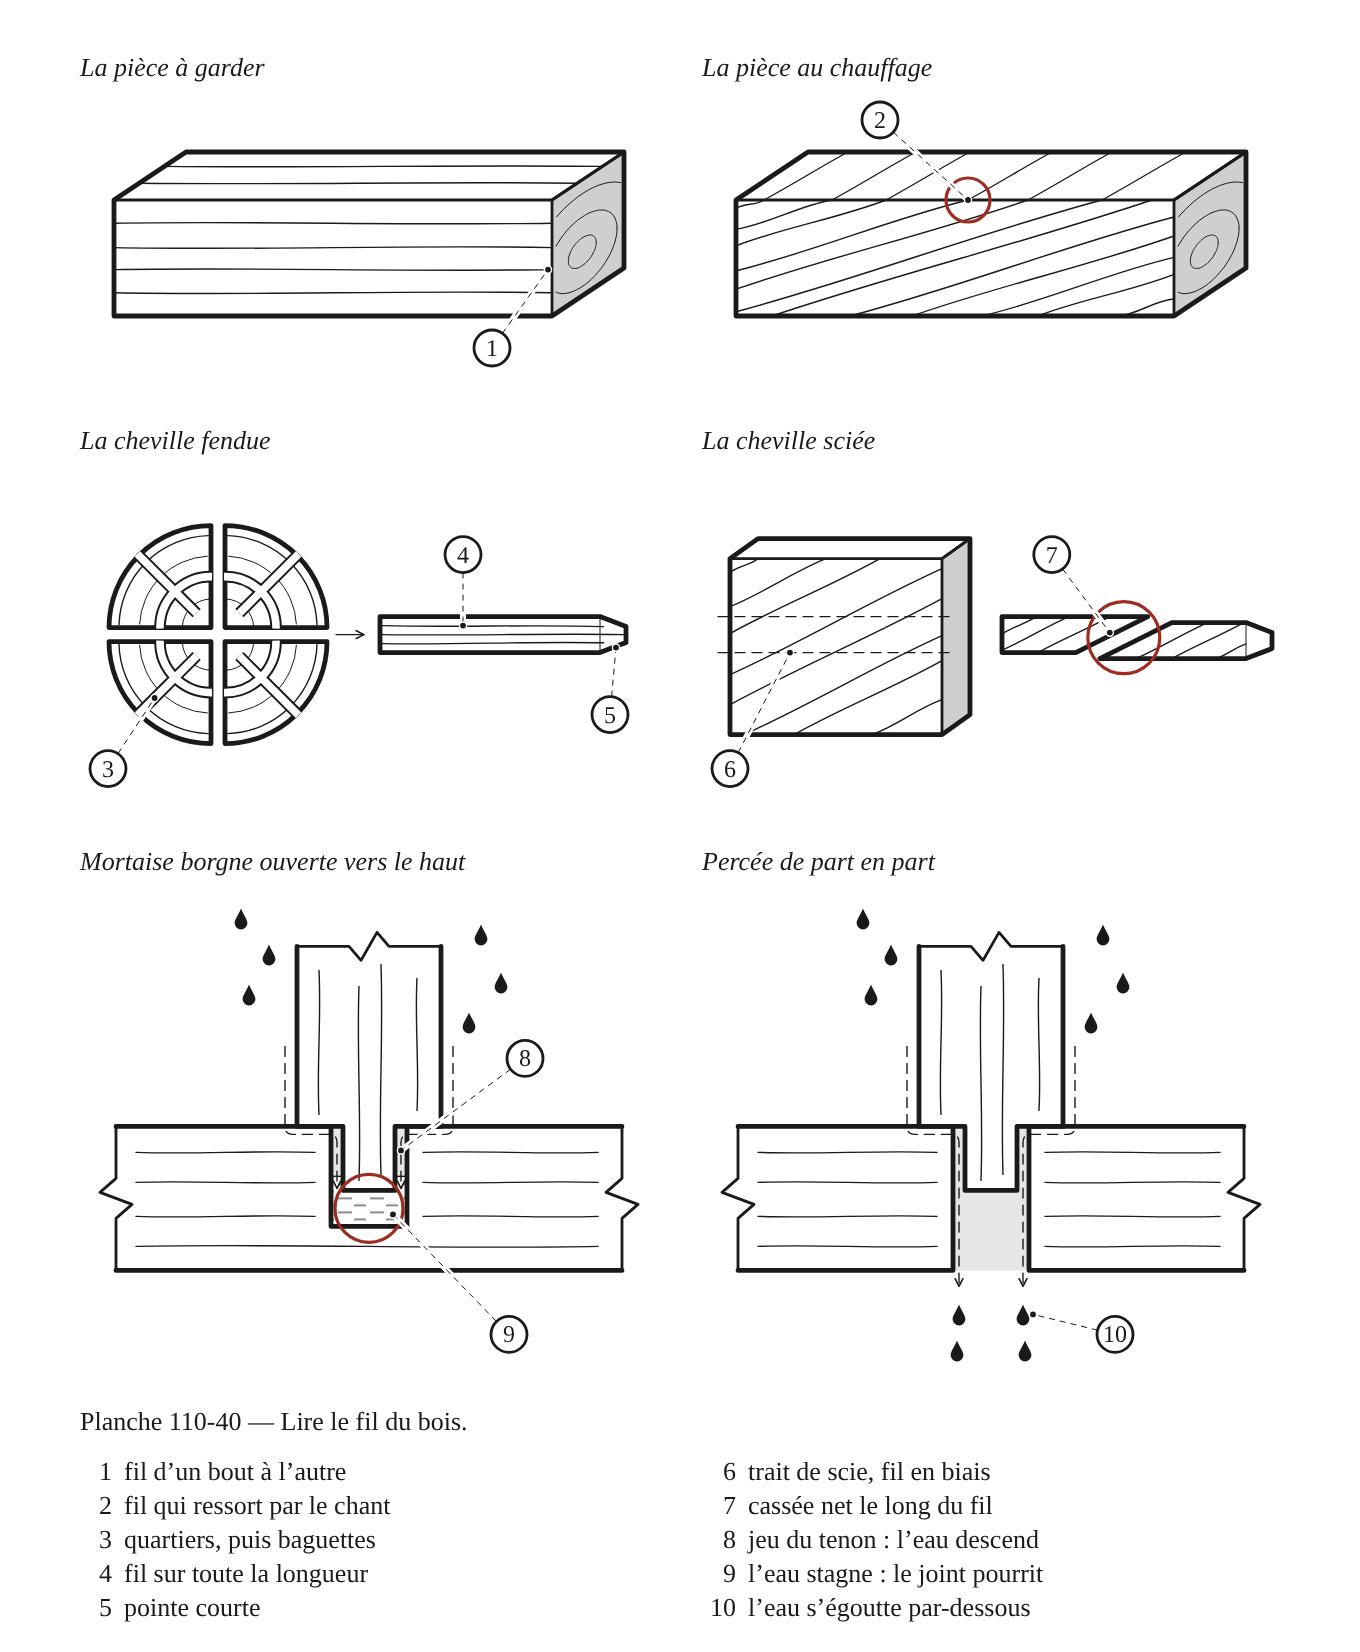 La pièce à garder
La pièce au chauffage
2
1
La cheville fendue
La cheville sciée
4
7
5
3
6
Mortaise borgne ouverte vers le haut
Percée de part en part
8
9
10
Planche 110-40 — Lire le fil du bois.
1 fil d’un bout à l’autre
2 fil qui ressort par le chant
3 quartiers, puis baguettes
4 fil sur toute la longueur
5 pointe courte
6 trait de scie, fil en biais
7 cassée net le long du fil
8 jeu du tenon : l’eau descend
9 l’eau stagne : le joint pourrit
10 l’eau s’égoutte par-dessous